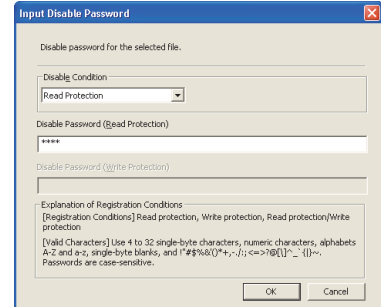 Input Disable Password
Disable password for the selected file.
Disable Condition
Read Protection
Disable Password (Read Protection)
****
Disable Password (Write Protection)
Explanation of Registration Conditions
[Registration Conditions] Read protection, Write protection, Read protection/Write
protection
[Valid Characters] Use 4 to 32 single-byte characters, numeric characters, alphabets
A-Z and a-z, single-byte blanks, and !"#$%&'()*+,-./:;<=>?@[\]^_`{|}~.
Passwords are case-sensitive.
OK Cancel